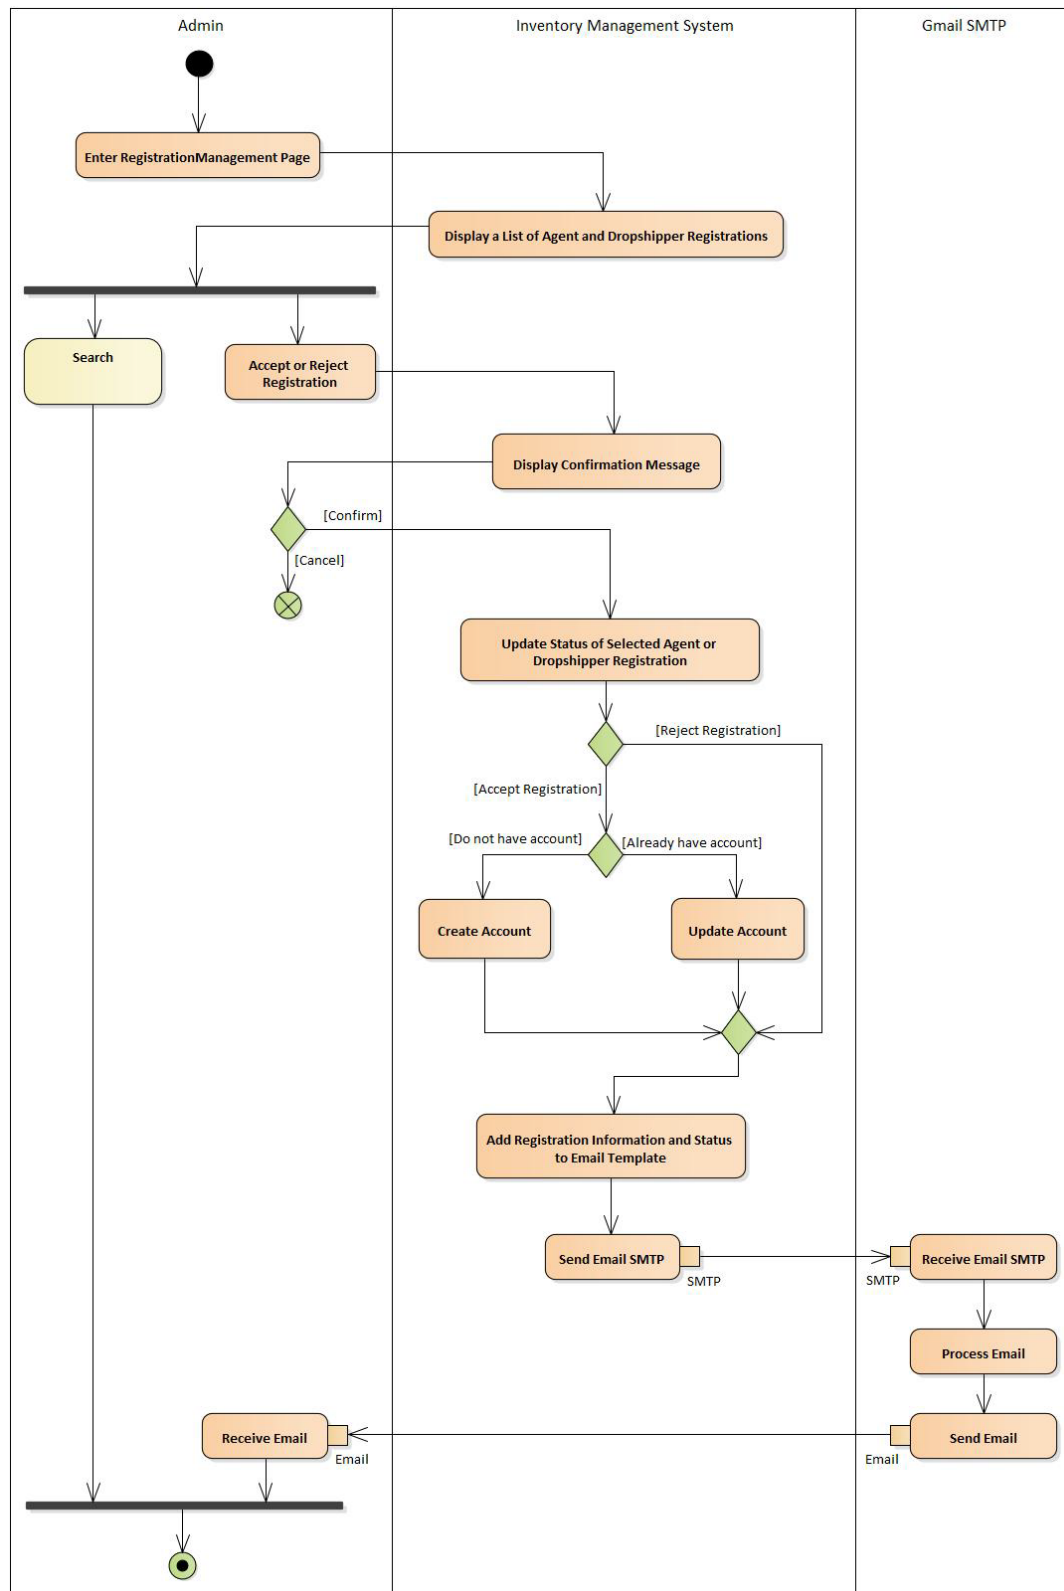 Admin
Inventory Management System
Gmail SMTP
Enter RegistrationManagement Page
Display a List of Agent and Dropshipper Registrations
Search
Accept or Reject
Registration
Display Confirmation Message
[Confirm]
[Cancel]
Update Status of Selected Agent or
Dropshipper Registration
[Reject Registration]
[Accept Registration]
[Do not have account]
[Already have account]
Create Account
Update Account
Add Registration Information and Status
to Email Template
Send Email SMTP
SMTP
SMTP
Receive Email SMTP
Process Email
Receive Email
Email
Email
Send Email